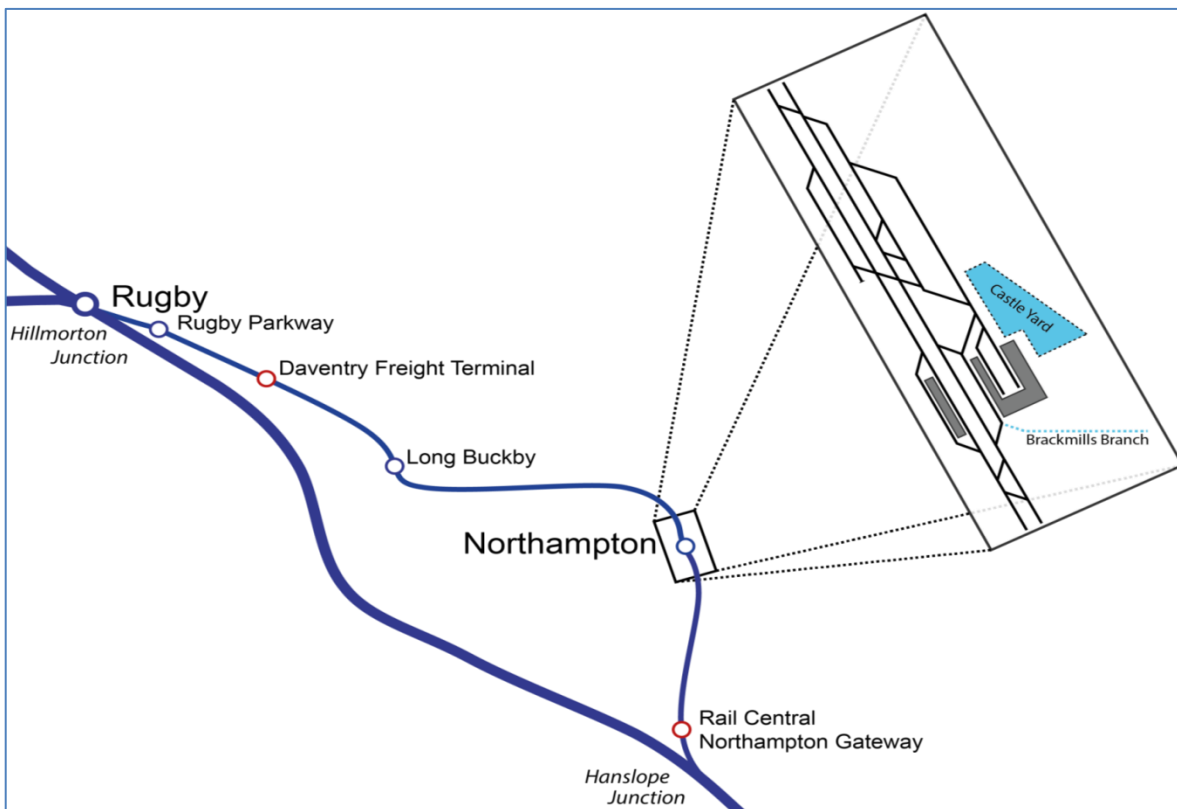 Rugby
Rugby Parkway
Hillmorton
Junction
Daventry Freight Terminal
Long Buckby
Northampton
Castle Yard
Brackmills Branch
Rail Central
Northampton Gateway
Hanslope
Junction